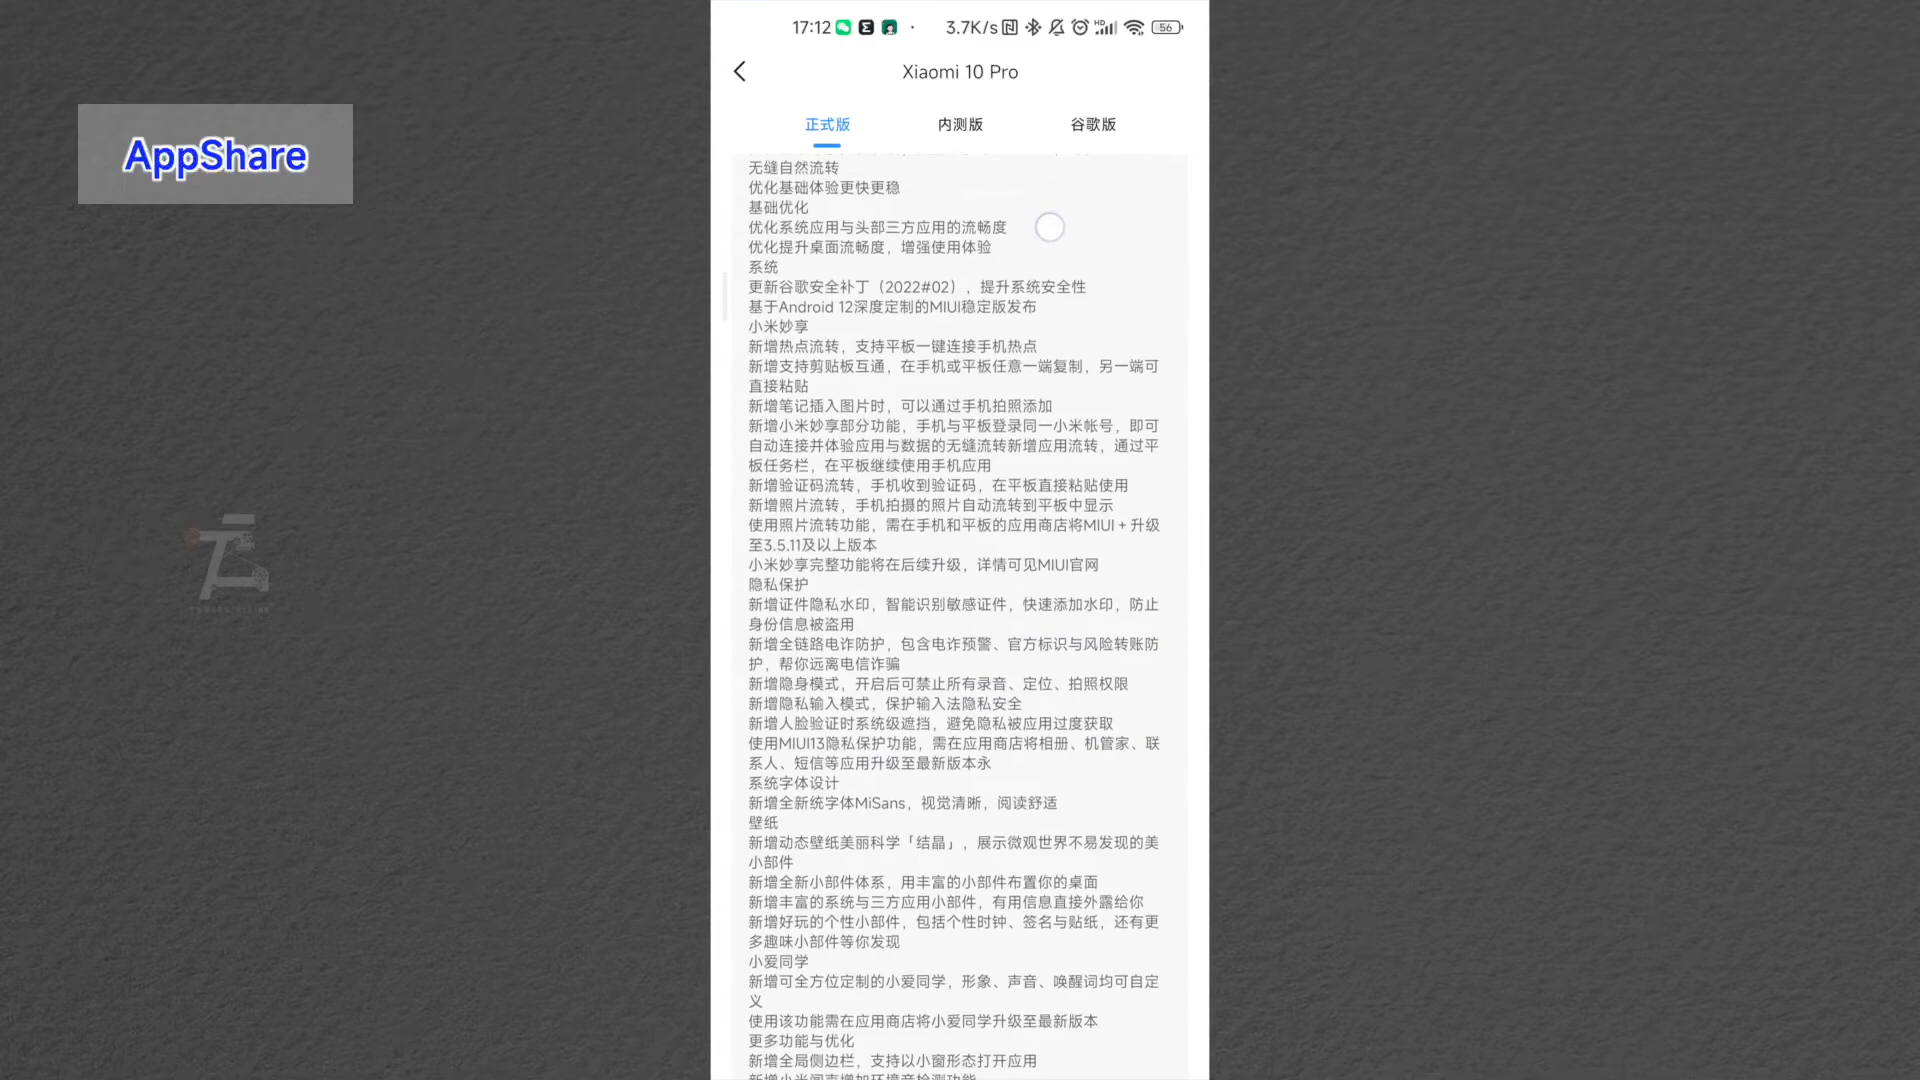 17:12
3.7K/s
HD
56
Xiaomi 10 Pro
正式版
内测版
谷歌版
AppShare
无缝自然流转
优化基础体验更快更稳
基础优化
优化系统应用与头部三方应用的流畅度
优化提升桌面流畅度，增强使用体验
系统
更新谷歌安全补丁（2022#02），提升系统安全性
基于Android 12深度定制的MIUI稳定版发布
小米妙享
新增热点流转，支持平板一键连接手机热点
新增支持剪贴板互通，在手机或平板任意一端复制，另一端可
直接粘贴
新增笔记插入图片时，可以通过手机拍照添加
新增小米妙享部分功能，手机与平板登录同一小米帐号，即可
自动连接并体验应用与数据的无缝流转新增应用流转，通过平
板任务栏，在平板继续使用手机应用
新增验证码流转，手机收到验证码，在平板直接粘贴使用
新增照片流转，手机拍摄的照片自动流转到平板中显示
使用照片流转功能，需在手机和平板的应用商店将MIUI + 升级
至3.5.11及以上版本
小米妙享完整功能将在后续升级，详情可见MIUI官网
隐私保护
新增证件隐私水印，智能识别敏感证件，快速添加水印，防止
身份信息被盗用
新增全链路电诈防护，包含电诈预警、官方标识与风险转账防
护，帮你远离电信诈骗
新增隐身模式，开启后可禁止所有录音、定位、拍照权限
新增隐私输入模式，保护输入法隐私安全
新增人脸验证时系统级遮挡，避免隐私被应用过度获取
使用MIUI13隐私保护功能，需在应用商店将相册、机管家、联
系人、短信等应用升级至最新版本永
系统字体设计
新增全新统字体MiSans，视觉清晰，阅读舒适
壁纸
新增动态壁纸美丽科学「结晶」，展示微观世界不易发现的美
小部件
新增全新小部件体系，用丰富的小部件布置你的桌面
新增丰富的系统与三方应用小部件，有用信息直接外露给你
新增好玩的个性小部件，包括个性时钟、签名与贴纸，还有更
多趣味小部件等你发现
小爱同学
新增可全方位定制的小爱同学，形象、声音、唤醒词均可自定
义
使用该功能需在应用商店将小爱同学升级至最新版本
更多功能与优化
新增全局侧边栏，支持以小窗形态打开应用
新增小米闻声增加环境音检测功能